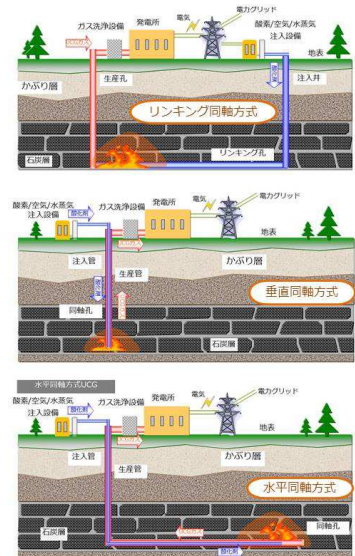 ガス洗浄設備
発電所
電気
電力グリッド
酸素/空気/水蒸気
注入設備
地表
かぶり層
生産孔
注入井
リンキング同軸方式
石炭層
リンキング孔
酸素/空気/水蒸気
注入設備
酸化剤
ガス洗浄設備
発電所
電気
電力グリッド
地表
注入管
生産管
かぶり層
同軸孔
垂直同軸方式
石炭層
水平同軸方式UCG
酸素/空気/水蒸気
注入設備
酸化剤
ガス洗浄設備
発電所
電気
電力グリッド
地表
注入管
生産管
かぶり層
水平同軸方式
石炭層
同軸孔
酸化剤